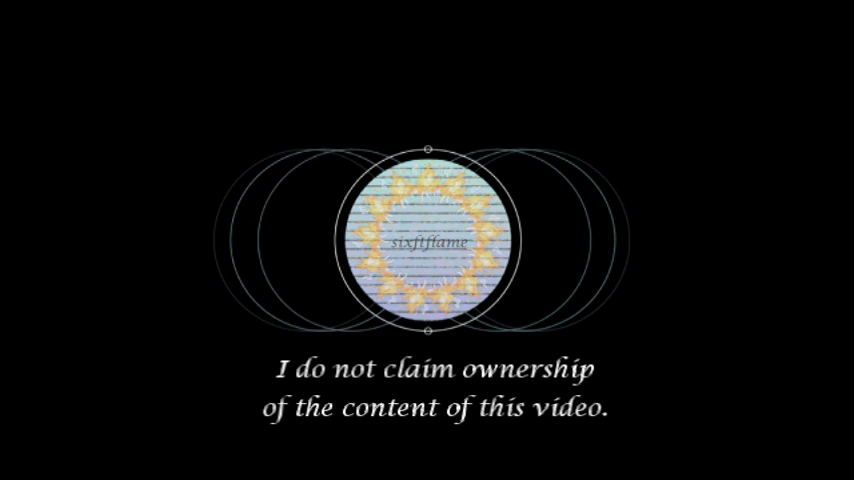 sixftflame
I do not claim ownership
of the content of this video.